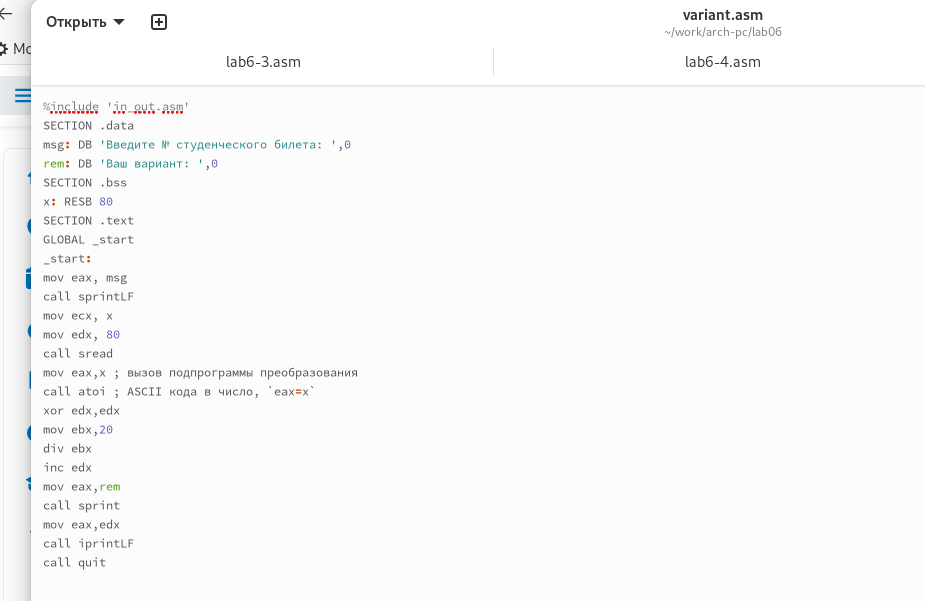 Открыть
variant.asm
~/work/arch-pc/lab06
Мо
lab6-3.asm
lab6-4.asm
%include 'in_out.asm'
SECTION .data
msg: DB 'Введите № студенческого билета: ',0
rem: DB 'Ваш вариант: ',0
SECTION .bss
x: RESB 80
SECTION .text
GLOBAL _start
_start:
mov eax, msg
call sprintLF
mov ecx, x
mov edx, 80
call sread
mov eax,x ; вызов подпрограммы преобразования
call atoi ; ASCII кода в число, `eax=x`
xor edx,edx
mov ebx,20
div ebx
inc edx
mov eax,rem
call sprint
mov eax,edx
call iprintLF
call quit